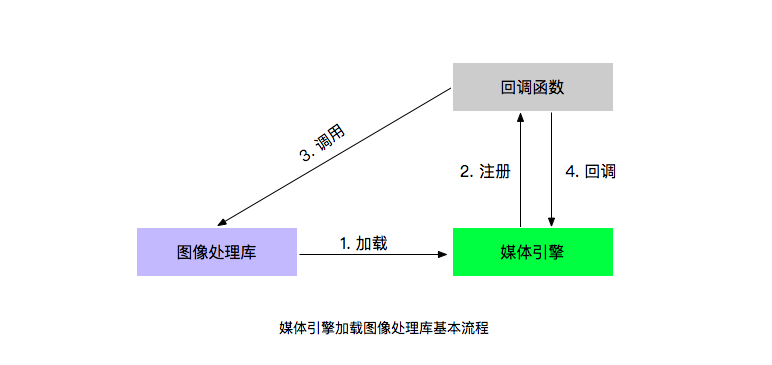 回调函数
3. 调用
2. 注册
4. 回调
图像处理库
1. 加载
媒体引擎
媒体引擎加载图像处理库基本流程